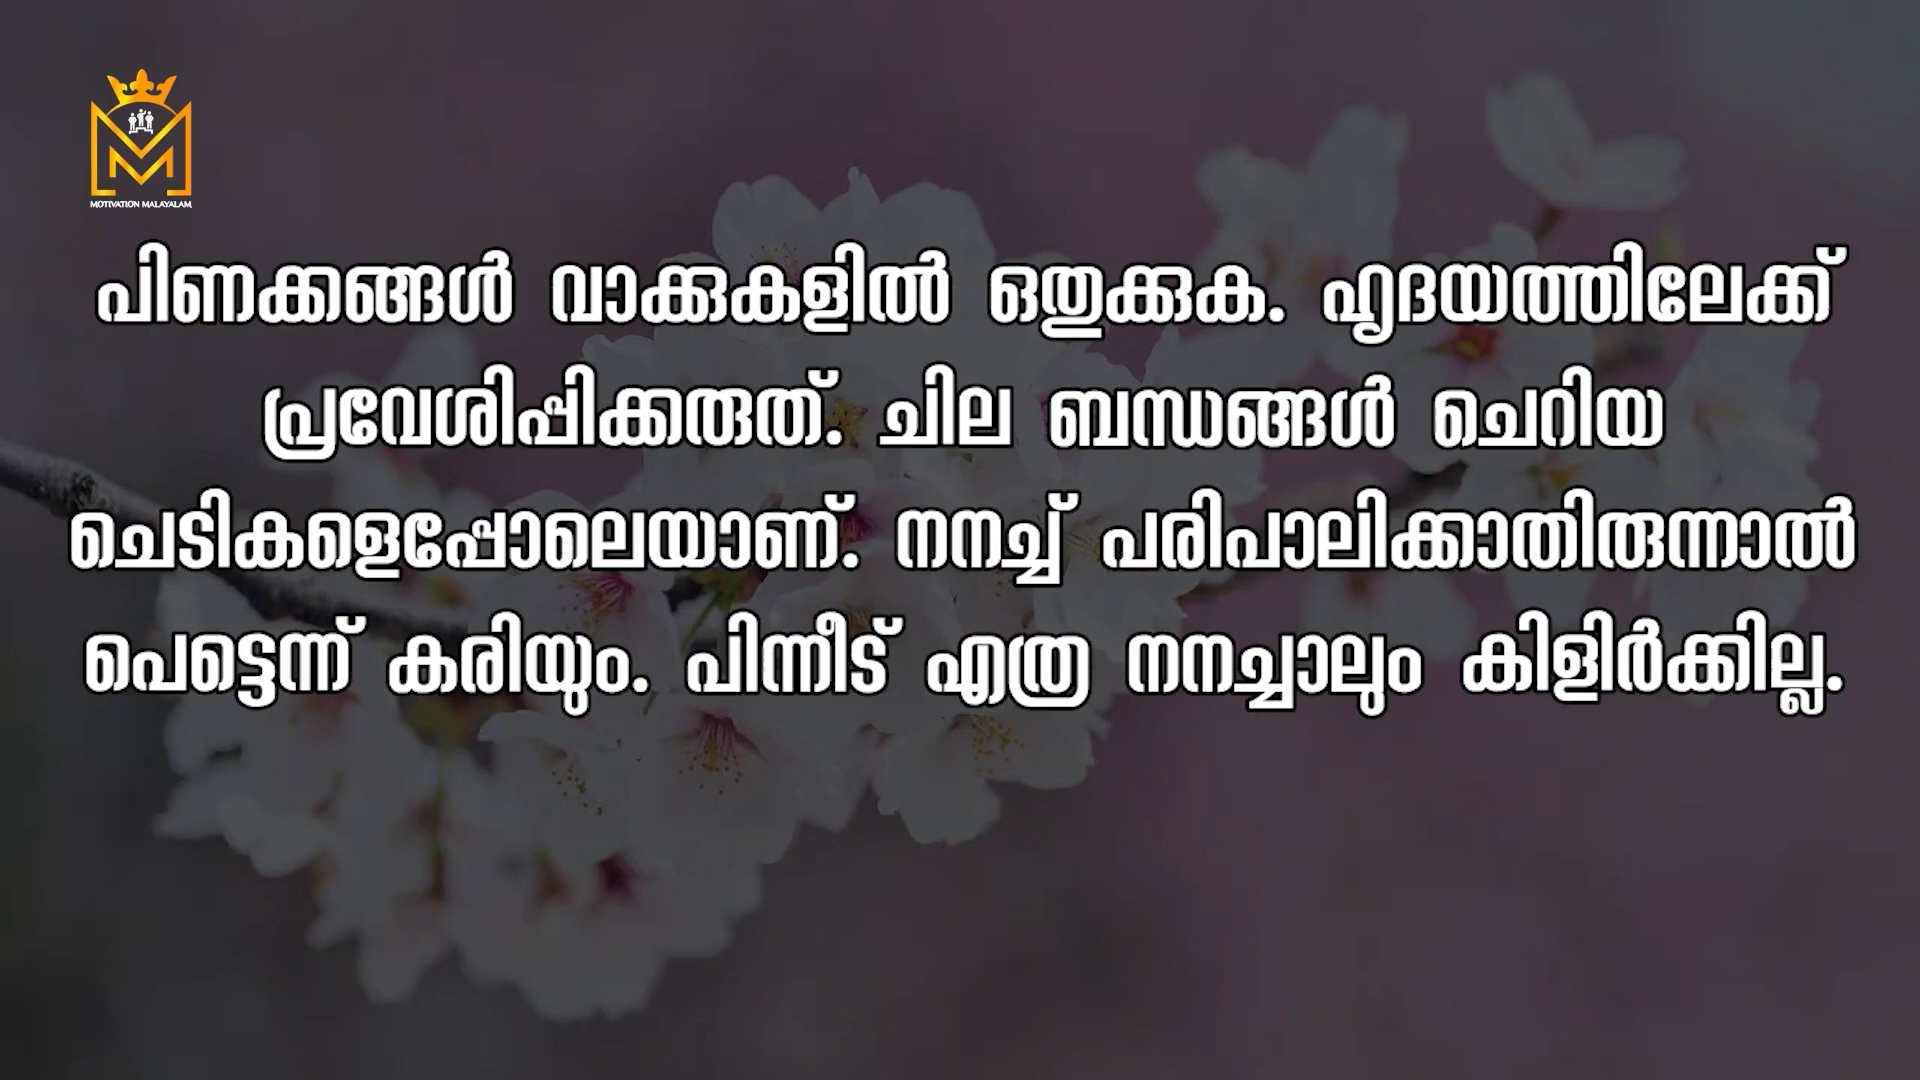 MOTIVATION MALAYALAM
പിണക്കങ്ങൾ വാക്കുകളിൽ ഒതുക്കുക. ഹൃദയത്തിലേക്ക്
പ്രവേശിപ്പിക്കരുത്. ചില ബന്ധങ്ങൾ ചെറിയ
ചെടികളെപ്പോലെയാണ്. നനച്ച് പരിപാലിക്കാതിരുന്നാൽ
പെട്ടെന്ന് കരിയും. പിന്നീട് എത്ര നനച്ചാലും കിളിർക്കില്ല.